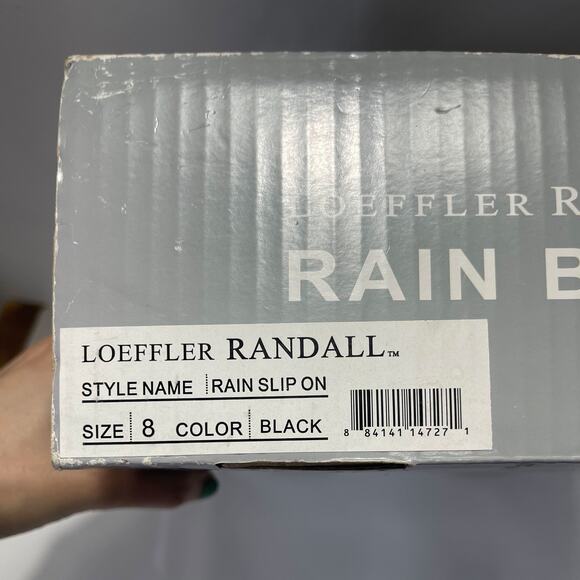 LOEFFLER R
RAIN B
LOEFFLER RANDALL™
STYLE NAME RAIN SLIP ON
SIZE 8 COLOR BLACK
8 84141 14727 1